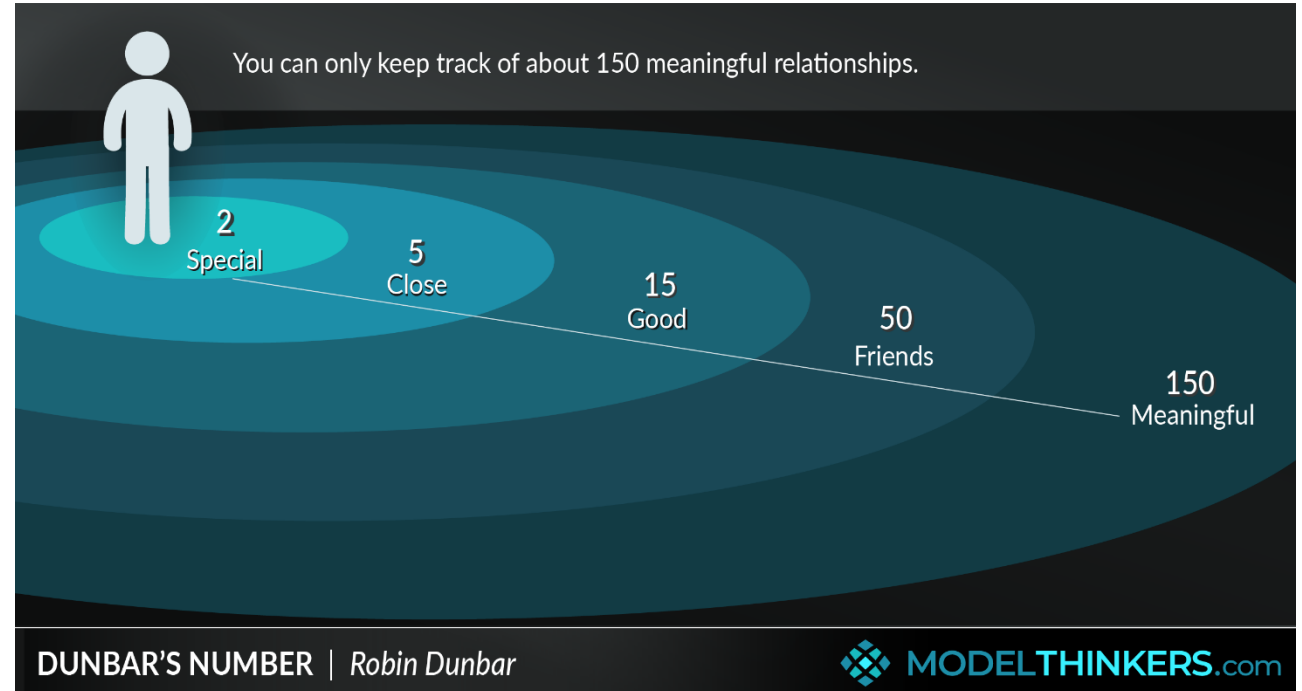 You can only keep track of about 150 meaningful relationships.
2
Special
5
Close
15
Good
50
Friends
150
Meaningful
DUNBAR'S NUMBER | Robin Dunbar
MODELTHINKERS.com